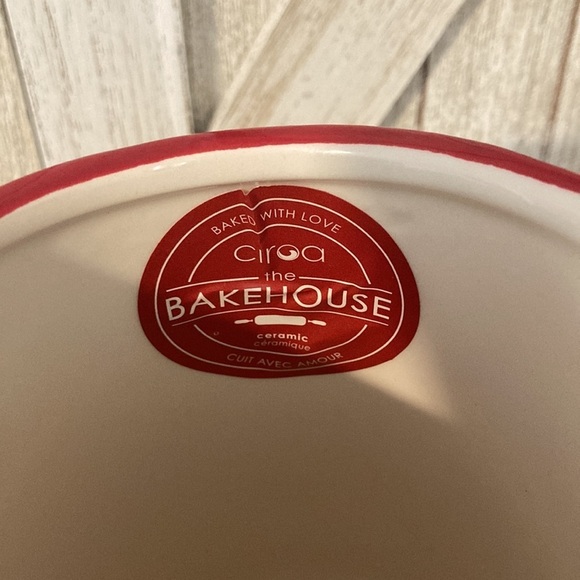 BAKED WITH LOVE
ciroa
the
BAKEHOUSE
ceramic
céramique
CUIT AVEC AMOUR